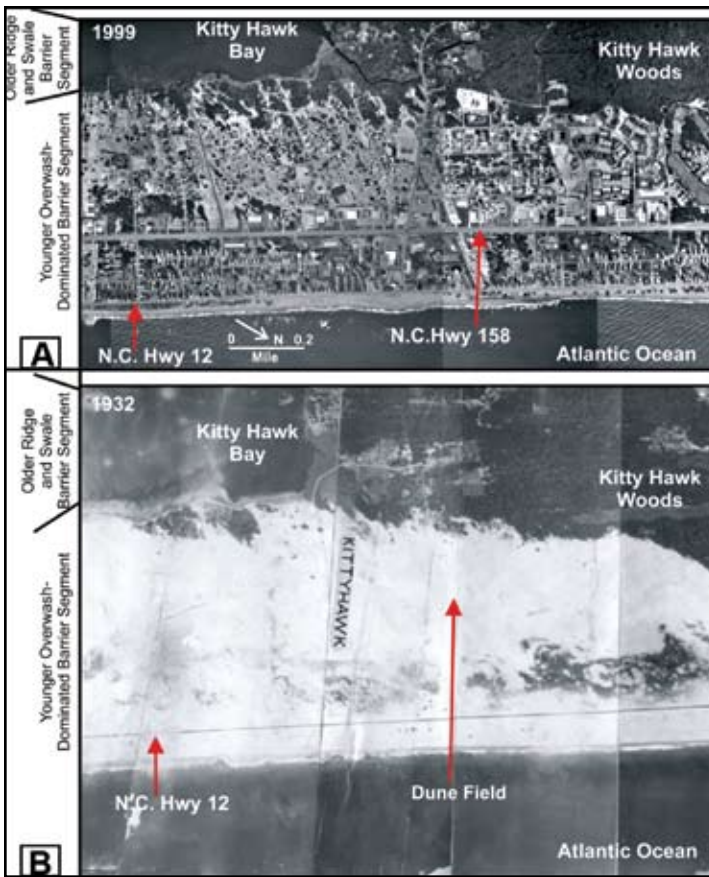 Older Ridge
and Swale
Barrier
Segment
1999
Kitty Hawk
Bay
Kitty Hawk
Woods
Younger Overwash-
Dominated Barrier Segment
N.C. Hwy 12
0 N 0.2
Mile
N.C.Hwy 158
Atlantic Ocean
A
Older Ridge
and Swale
Barrier Segment
1932
Kitty Hawk
Bay
Kitty Hawk
Woods
KITTYHAWK
Younger Overwash-
Dominated Barrier Segment
N.C. Hwy 12
Dune Field
Atlantic Ocean
B